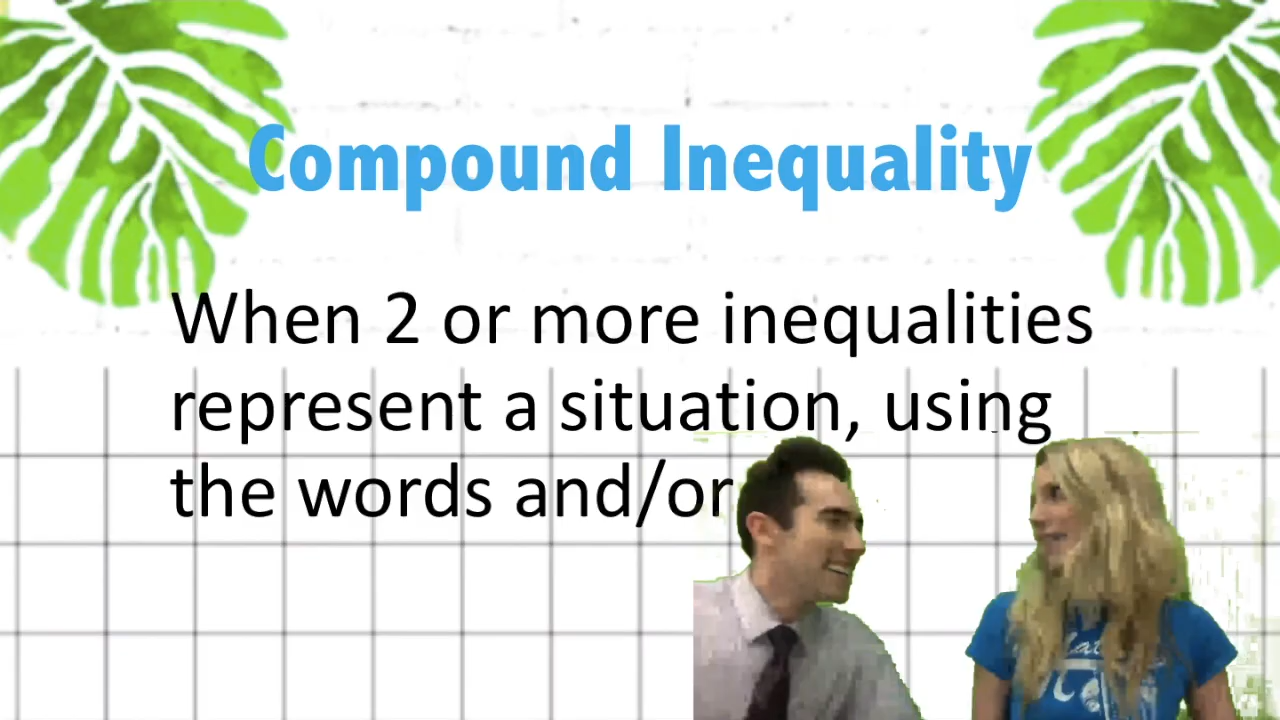 Compound Inequality
When 2 or more inequalities
represent a situation, using
the words and/or